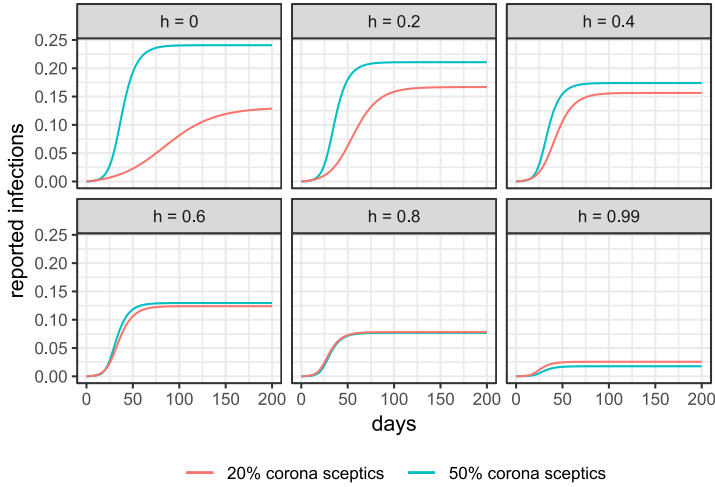 h = 0
h = 0.2
h = 0.4
0.25
0.20
0.15
0.10
0.05
0.00
h = 0.6
h = 0.8
h = 0.99
0.25
0.20
0.15
0.10
0.05
0.00
reported infections
0 50 100 150 200
0 50 100 150 200
0 50 100 150 200
days
20% corona sceptics
50% corona sceptics